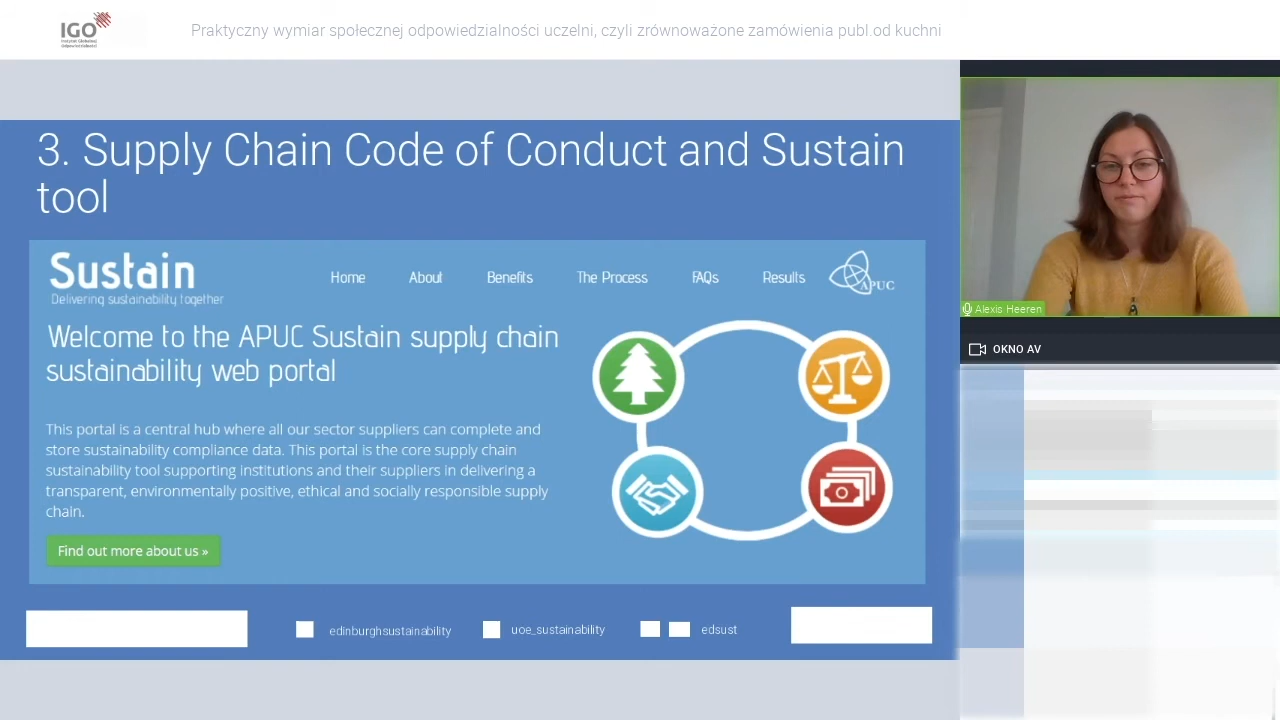 IGO
Praktyczny wymiar społecznej odpowiedzialności uczelni, czyli zrównoważone zamówienia publ.od kuchni
3. Supply Chain Code of Conduct and Sustain
tool
Sustain
Delivering sustainability together
Home About Benefits The Process FAQs Results
APUC
Welcome to the APUC Sustain supply chain
sustainability web portal
This portal is a central hub where all our sector suppliers can complete and
store sustainability compliance data. This portal is the core supply chain
sustainability tool supporting institutions and their suppliers in delivering a
transparent, environmentally positive, ethical and socially responsible supply
chain.
Find out more about us »
edinburghsustainability uoe_sustainability edsust
Alexis Heeren
OKNO AV